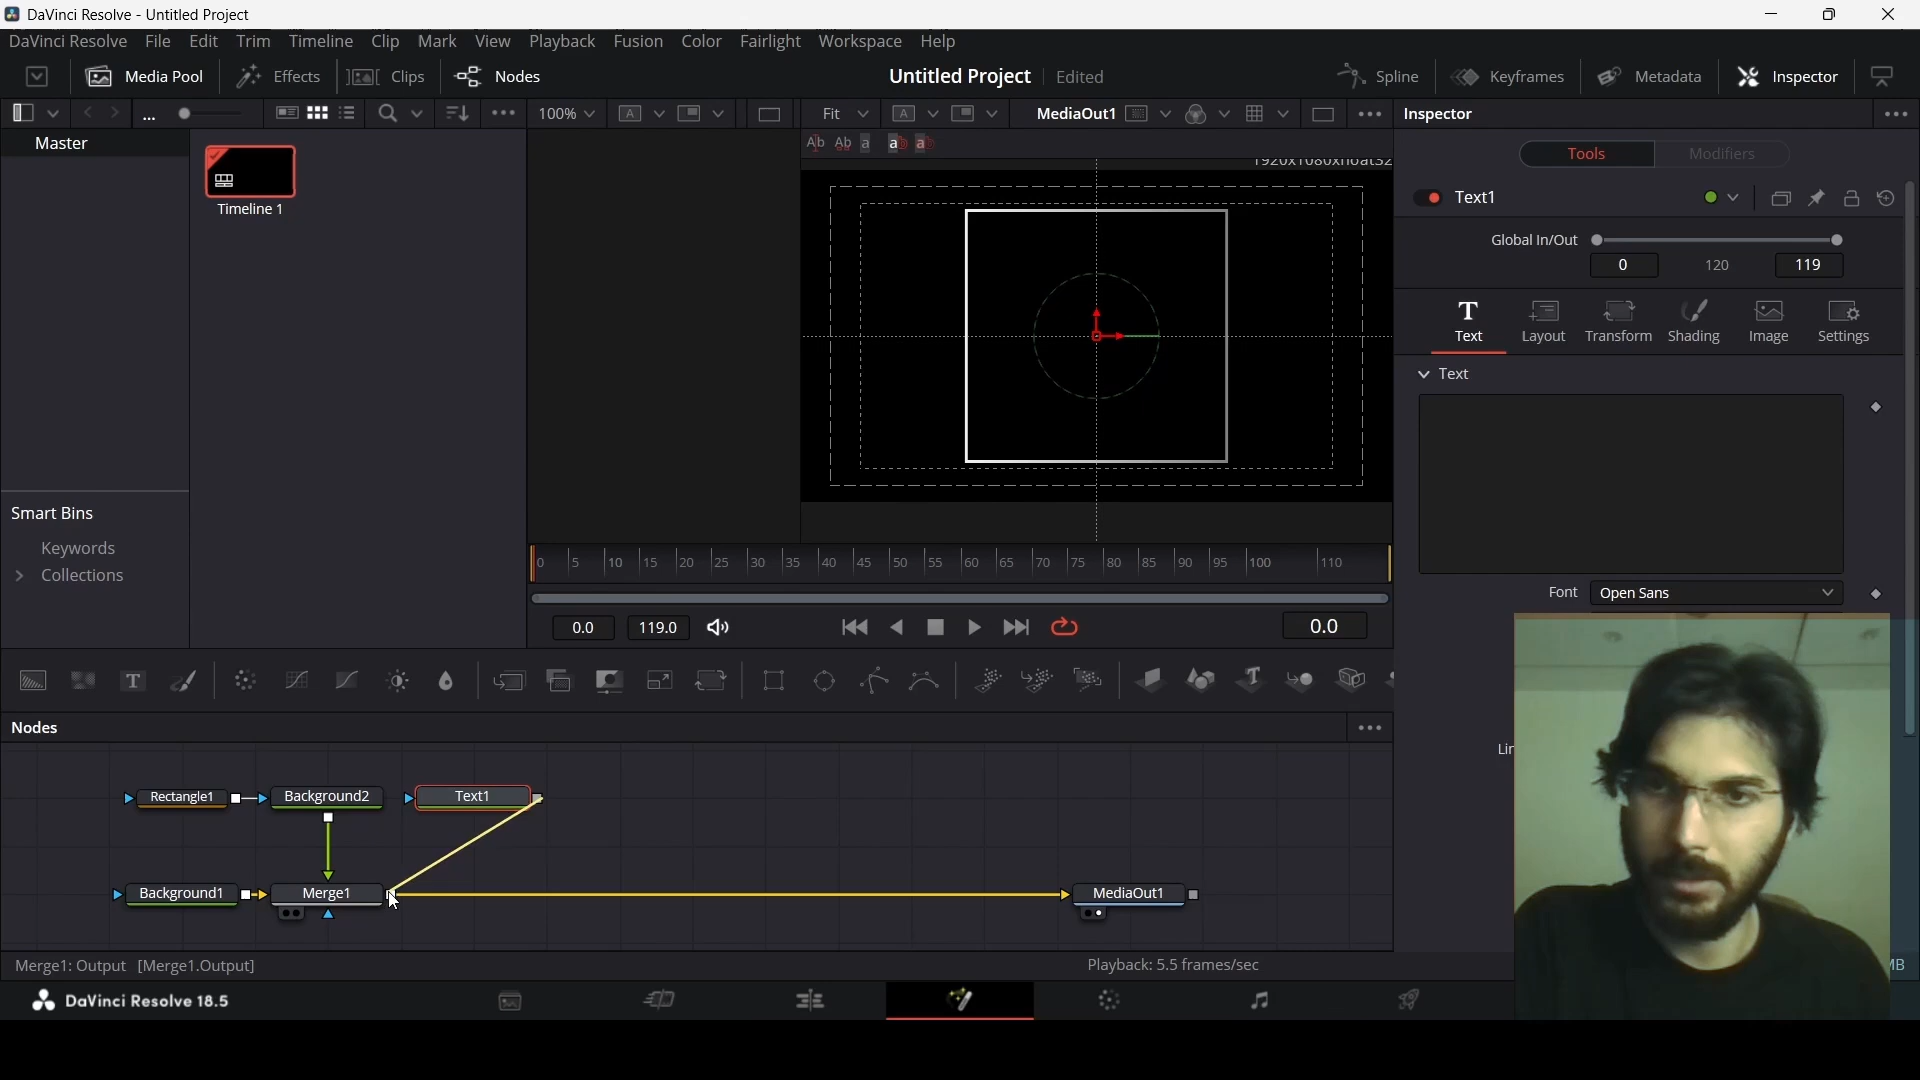 DaVinci Resolve - Untitled Project
DaVinci Resolve File Edit Trim Timeline Clip Mark View Playback Fusion Color Fairlight Workspace Help
Media Pool Effects Clips Nodes Untitled Project Edited Spline Keyframes Metadata Inspector
... 100% A Fit A MediaOut1 Inspector
Master
Ab Ab a a a
Tools Modifiers
Timeline 1
Text1
Global In/Out
0 120 119
T
Text Layout Transform Shading Image Settings
Text
Smart Bins
Keywords
Collections
0 5 10 15 20 25 30 35 40 45 50 55 60 65 70 75 80 85 90 95 100 110
Font Open Sans
0.0 119.0 0.0
T T
Nodes
Rectangle1 Background2 Text1
Background1 Merge1 MediaOut1
Merge1: Output [Merge1.Output] Playback: 5.5 frames/sec
MB
DaVinci Resolve 18.5